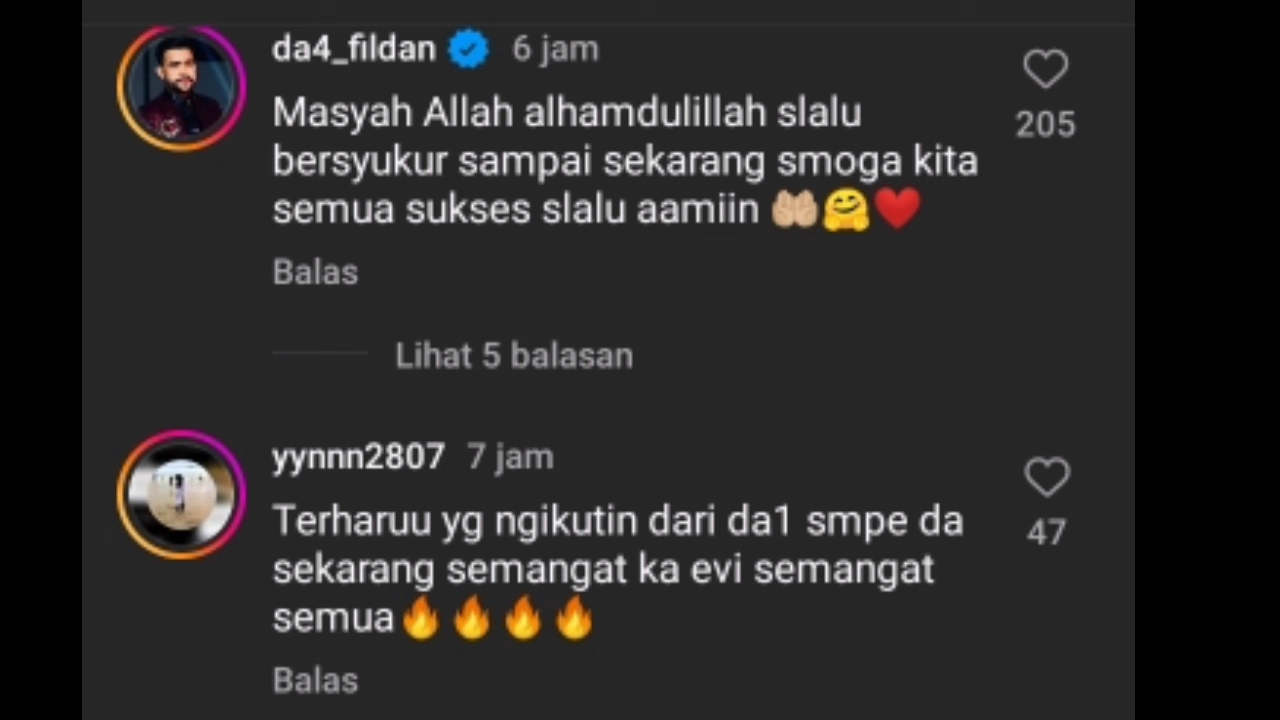 da4_fildan 6 jam
Masyah Allah alhamdulillah slalu
bersyukur sampai sekarang smoga kita
semua sukses slalu aamiin 🤲🏼🤗❤️
205
Balas
Lihat 5 balasan
yynnn2807 7 jam
Terharuu yg ngikutin dari da1 smpe da
sekarang semangat ka evi semangat
semua🔥🔥🔥🔥
47
Balas